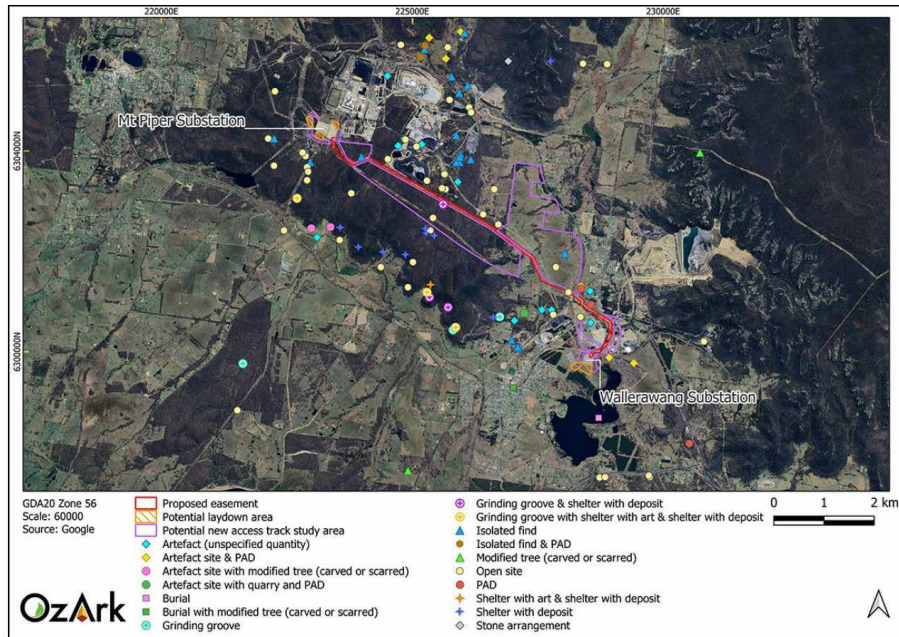 220000E 225000E 230000E
Mt Piper Substation
6304000N
6300000N
Wallerawang Substation
GDA20 Zone 56
Scale: 60000
Source: Google
Proposed easement
Potential laydown area
Potential new access track study area
Artefact (unspecified quantity)
Artefact site & PAD
Artefact site with modified tree (carved or scarred)
Artefact site with quarry and PAD
Burial
Burial with modified tree (carved or scarred)
Grinding groove
Grinding groove & shelter with deposit
Grinding groove with shelter with art & shelter with deposit
Isolated find
Isolated find & PAD
Modified tree (carved or scarred)
Open site
PAD
Shelter with art & shelter with deposit
Shelter with deposit
Stone arrangement
0 1 2 km
OzArk